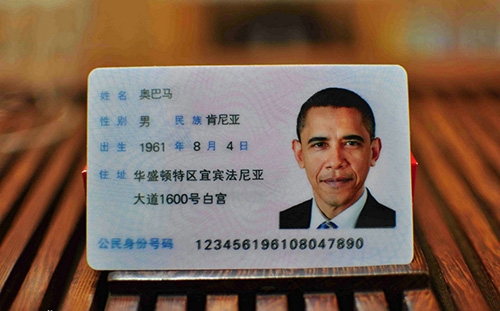 姓名 奥巴马
性别 男 民族 肯尼亚
出生 1961 年 8 月 4 日
住址 华盛顿特区宜宾法尼亚
大道1600号白宫
公民身份号码 123456196108047890